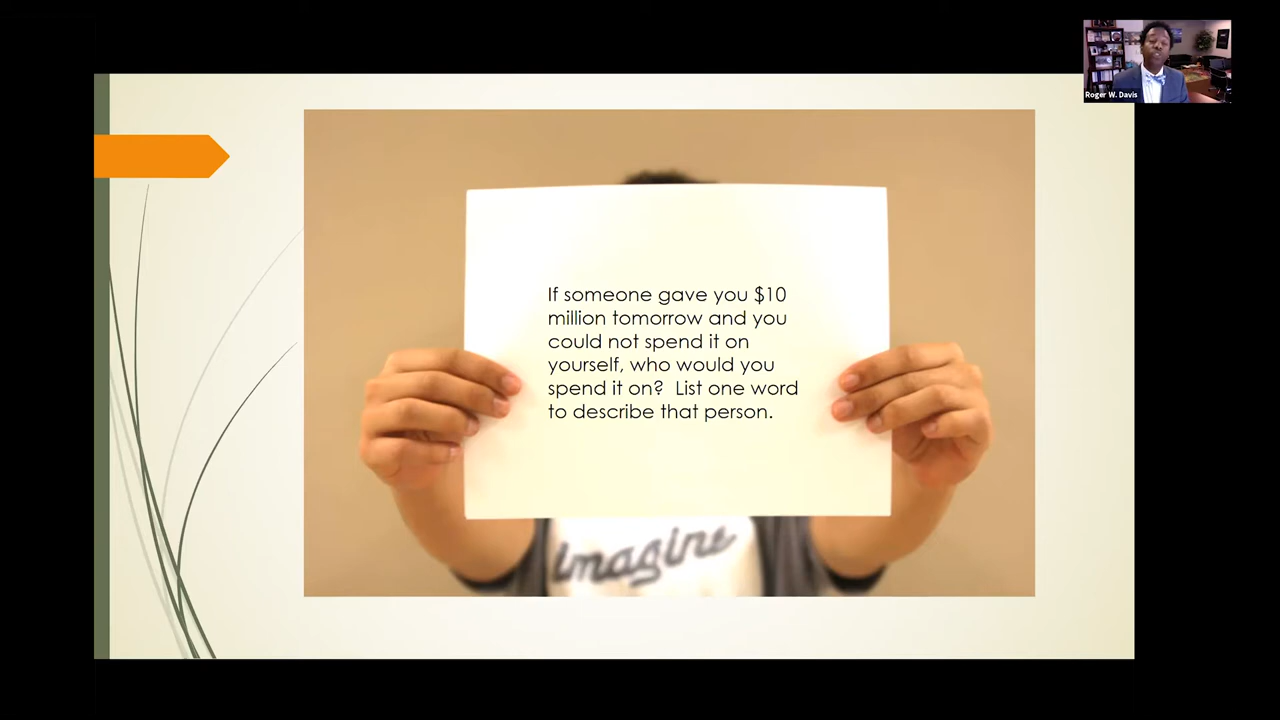 Roger W. Davis
If someone gave you $10
million tomorrow and you
could not spend it on
yourself, who would you
spend it on?  List one word
to describe that person.
imagine